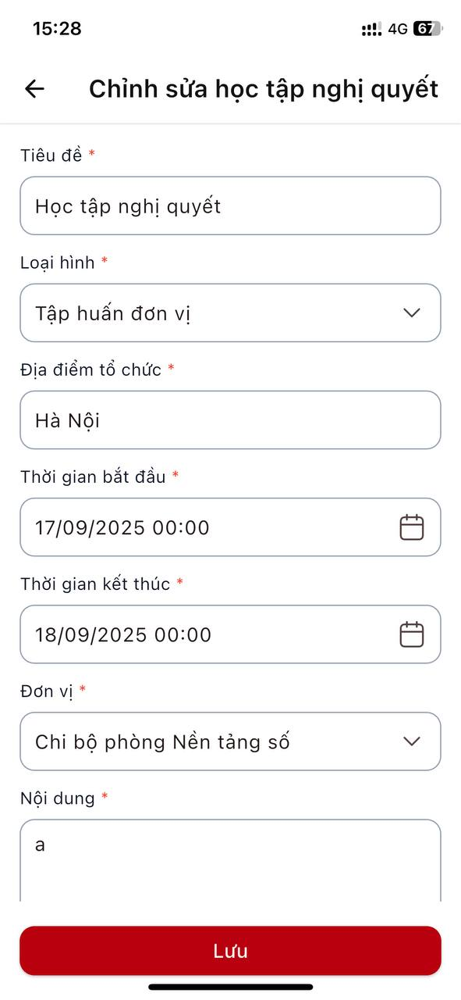 15:28
4G 67
Chỉnh sửa học tập nghị quyết
Tiêu đề *
Học tập nghị quyết
Loại hình *
Tập huấn đơn vị
Địa điểm tổ chức *
Hà Nội
Thời gian bắt đầu *
17/09/2025 00:00
Thời gian kết thúc *
18/09/2025 00:00
Đơn vị *
Chi bộ phòng Nền tảng số
Nội dung *
a
Lưu